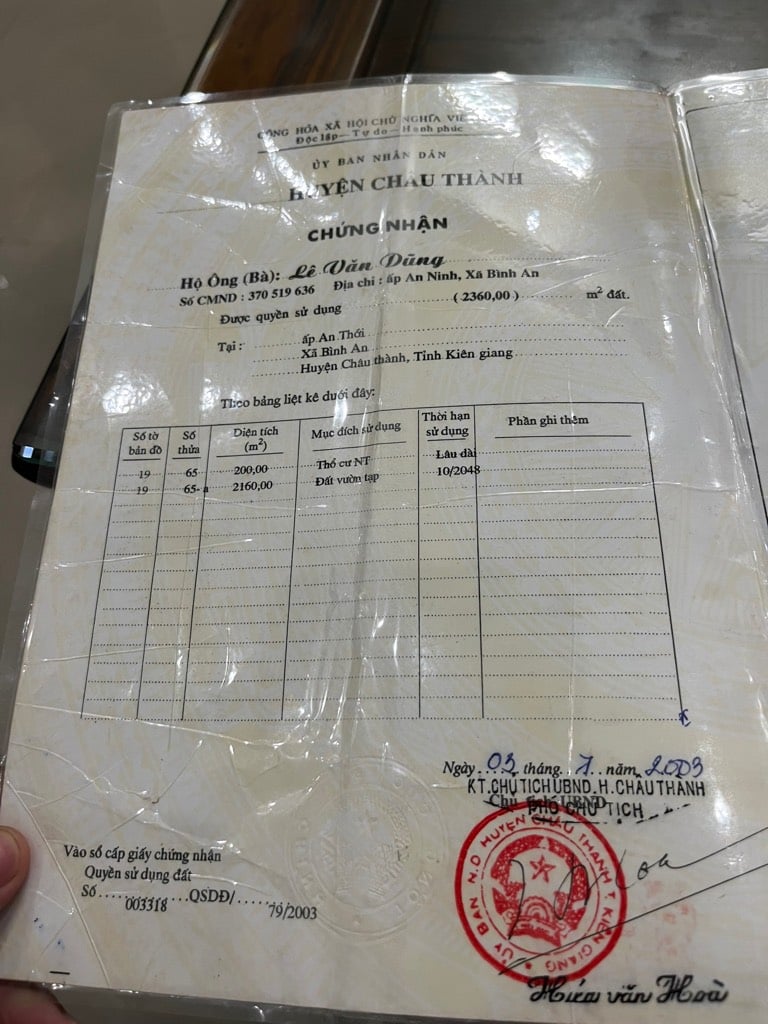 CỘNG HÒA XÃ HỘI CHỦ NGHĨA VIỆ
Độc lập – Tự do – Hạnh phúc
ỦY BAN NHÂN DÂN
HUYỆN CHÂU THÀNH
CHỨNG NHẬN
Hộ Ông (Bà): Lê Văn Dũng
Số CMND : 370 519 636 Địa chỉ : ấp An Ninh, Xã Bình An
Được quyền sử dụng ( 2360,00 ) m² đất.
Tại : ấp An Thới
Xã Bình An
Huyện Châu thành, Tỉnh Kiên giang
Theo bảng liệt kê dưới đây:
Số tờ bản đồ Số thửa Diện tích (m²) Mục đích sử dụng Thời hạn sử dụng Phần ghi thêm
19 65 200,00 Thổ cư NT Lâu dài
19 65- a 2160,00 Đất vườn tạp 10/2048
Ngày 03 tháng 7 năm 2003
KT.CHỦ TỊCH UBND.H.CHÂU THÀNH
PHÓ CHỦ TỊCH
ỦY BAN N.D HUYỆN CHÂU THÀNH T. KIÊN GIANG
văn Hoà
Vào sổ cấp giấy chứng nhận
Quyền sử dụng đất
Số 003318 QSDĐ/ 79/2003